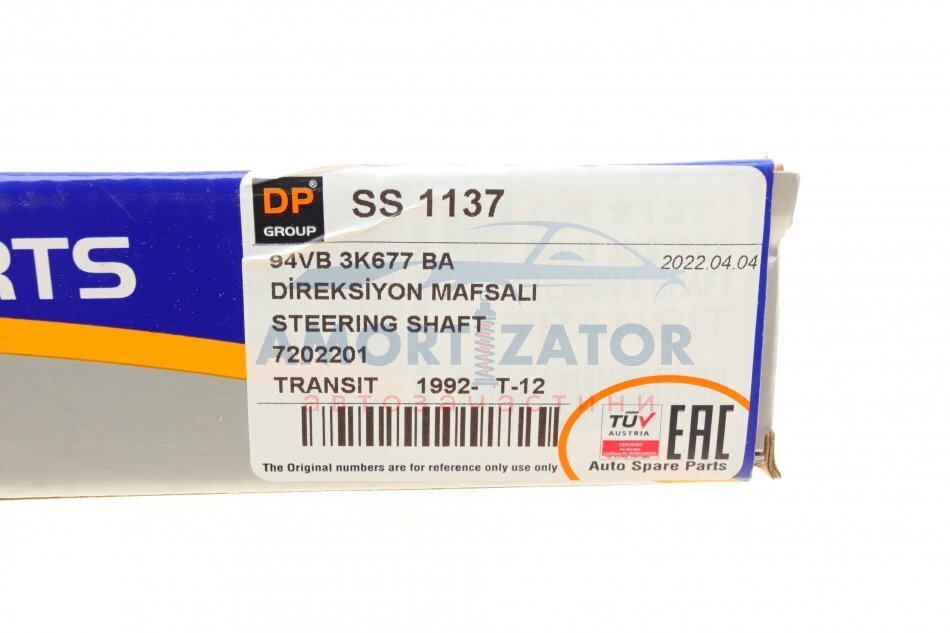 RTS
DP®
GROUP
SS 1137
94VB 3K677 BA
2022.04.04
DİREKSİYON MAFSALI
STEERING SHAFT
AMORTIZATOR
7202201
TRANSIT 1992- T-12
автозапчастини
TÜV
AUSTRIA
CERTIFIED
EAC
The Original numbers are for reference only use only
Auto Spare Parts